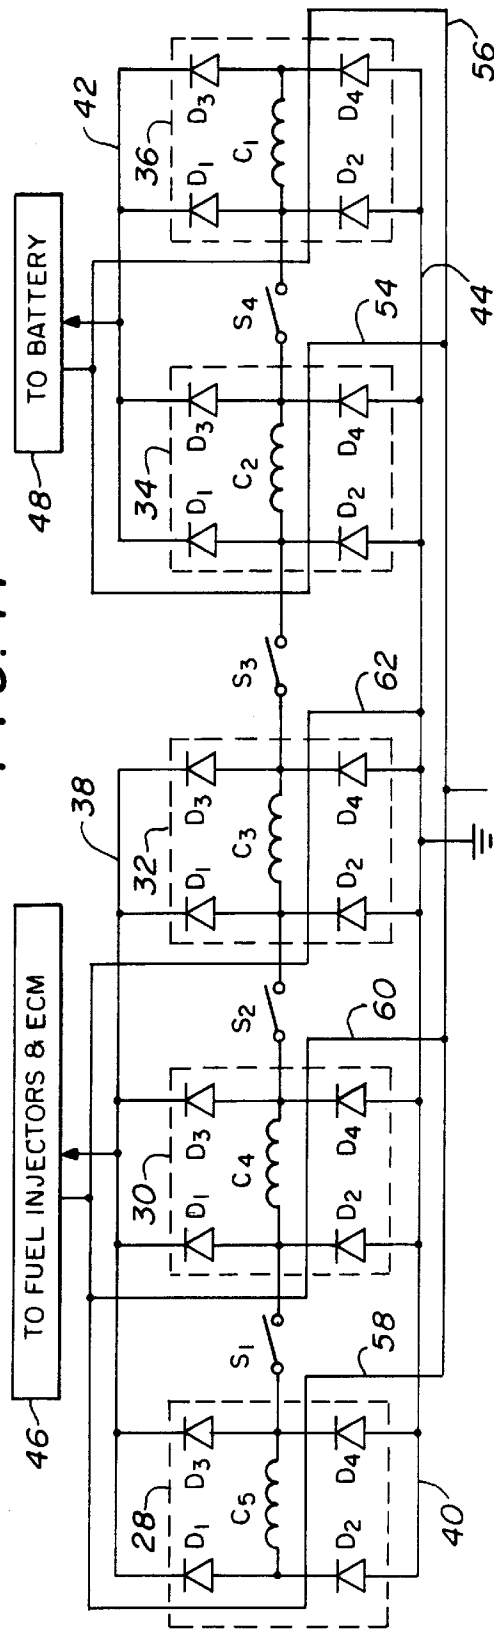 TO FUEL INJECTORS & ECM
TO BATTERY
46
48
38
42
28
30
32
34
36
D1 D3
D1 D3
D1 D3
D1 D3
D1 D3
C5
S1
C4
S2
C3
S3
C2
S4
C1
D2 D4
D2 D4
D2 D4
D2 D4
D2 D4
58
60
62
54
40
44
56